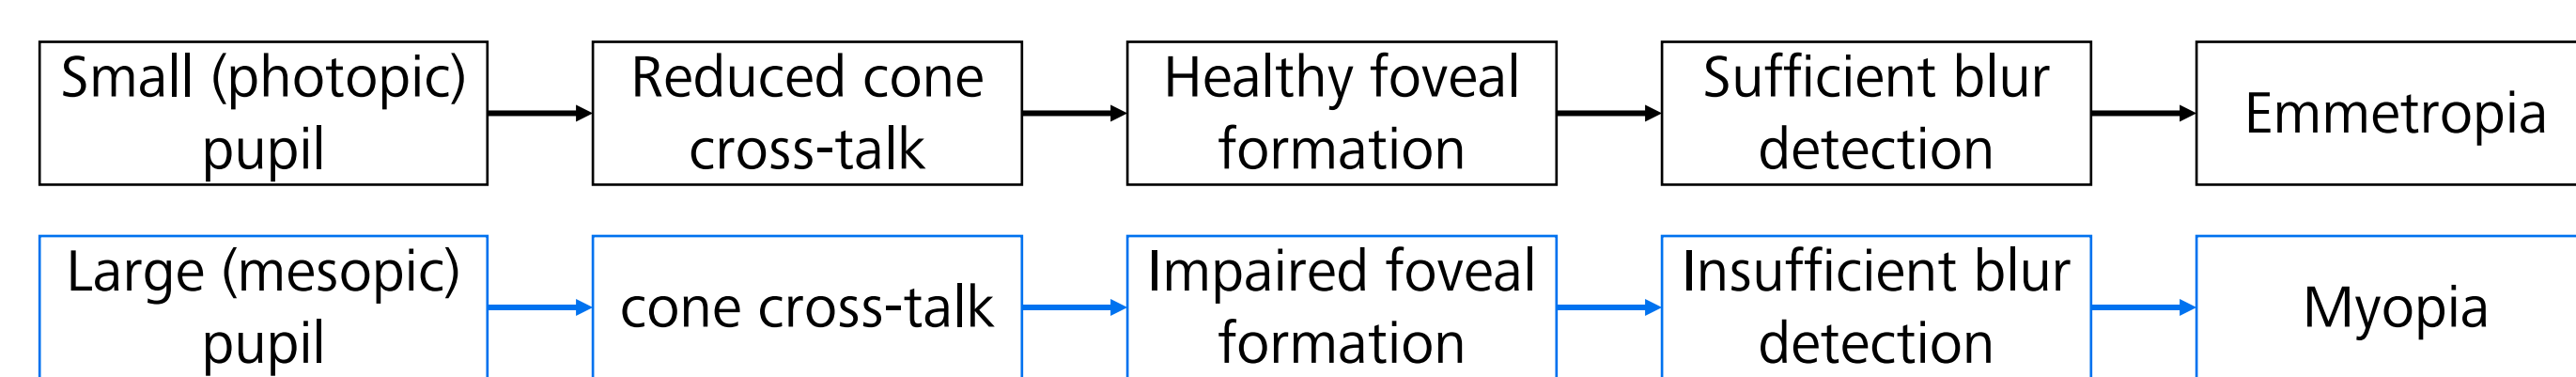 Small (photopic)
pupil
Reduced cone
cross-talk
Healthy foveal
formation
Sufficient blur
detection
Emmetropia
Large (mesopic)
pupil
cone cross-talk
Impaired foveal
formation
Insufficient blur
detection
Myopia